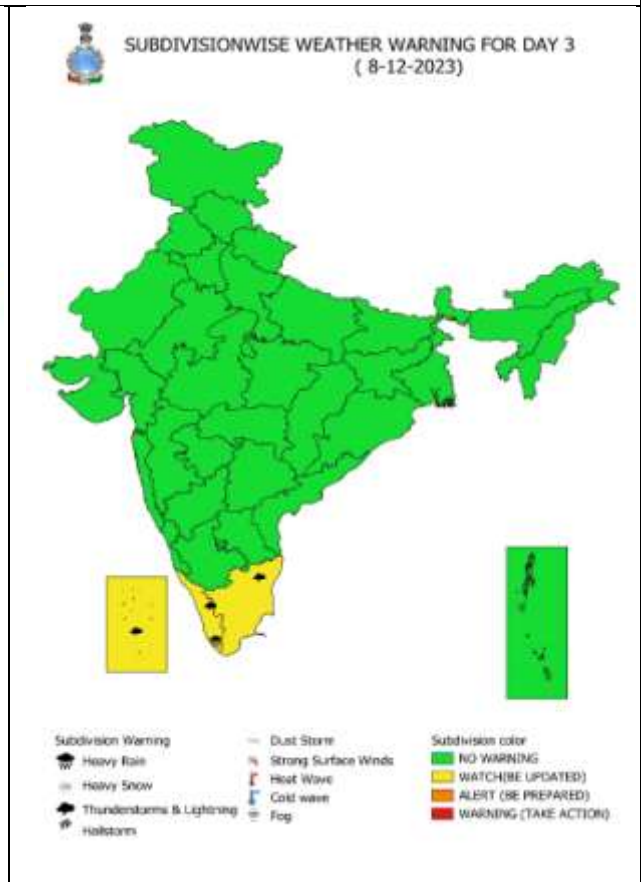 SUBDIVISIONWISE WEATHER WARNING FOR DAY 3
( 8-12-2023)
Subdivision Warning
Heavy Rain
Heavy Snow
Thunderstorms & Lightning
Hailstorm
Dust Storm
Strong Surface Winds
Heat Wave
Cold wave
Fog
Subdivision color
NO WARNING
WATCH(BE UPDATED)
ALERT (BE PREPARED)
WARNING (TAKE ACTION)